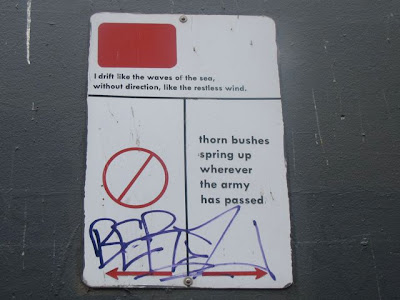 I drift like the waves of the sea,
without direction, like the restless wind.
thorn bushes
spring up
wherever
the army
has passed